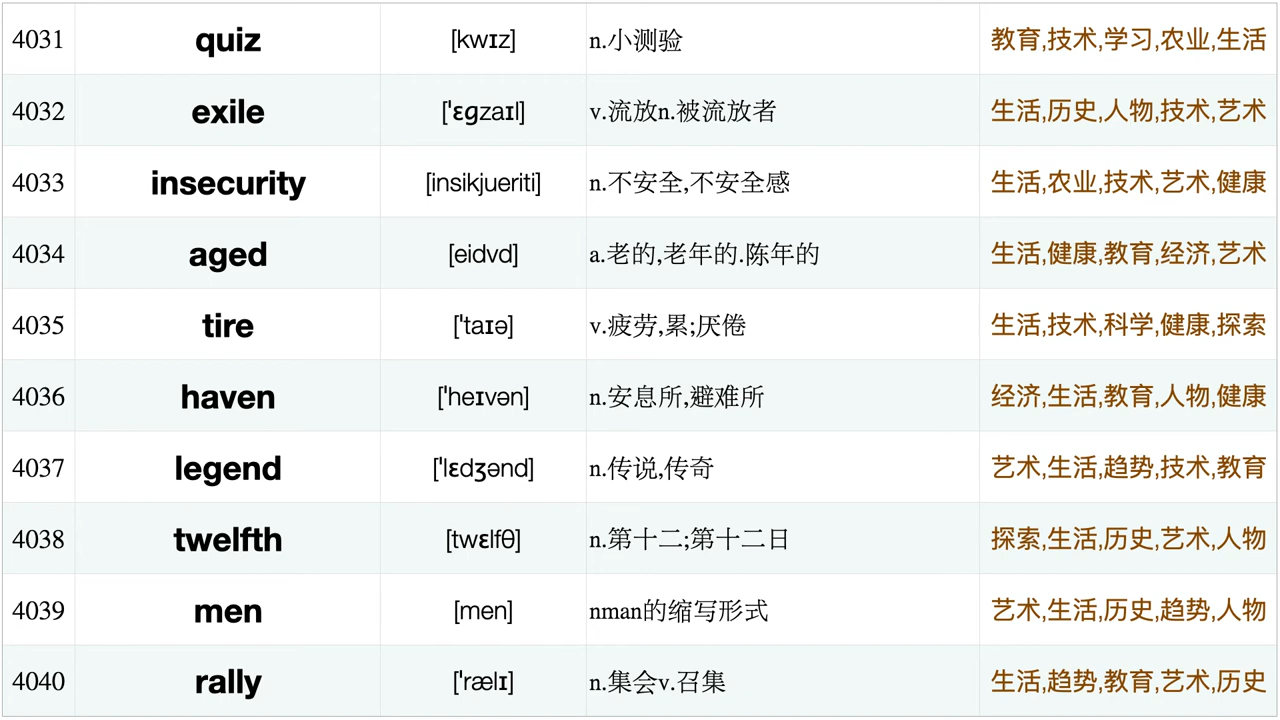 4031 quiz [kwɪz] n.小测验 教育,技术,学习,农业,生活
4032 exile [ˈɛɡzaɪl] v.流放n.被流放者 生活,历史,人物,技术,艺术
4033 insecurity [insikjueriti] n.不安全,不安全感 生活,农业,技术,艺术,健康
4034 aged [eidvd] a.老的,老年的.陈年的 生活,健康,教育,经济,艺术
4035 tire [ˈtaɪə] v.疲劳,累;厌倦 生活,技术,科学,健康,探索
4036 haven [ˈheɪvən] n.安息所,避难所 经济,生活,教育,人物,健康
4037 legend [ˈlɛdʒənd] n.传说,传奇 艺术,生活,趋势,技术,教育
4038 twelfth [twɛlfθ] n.第十二;第十二日 探索,生活,历史,艺术,人物
4039 men [men] nman的缩写形式 艺术,生活,历史,趋势,人物
4040 rally [ˈrælɪ] n.集会v.召集 生活,趋势,教育,艺术,历史